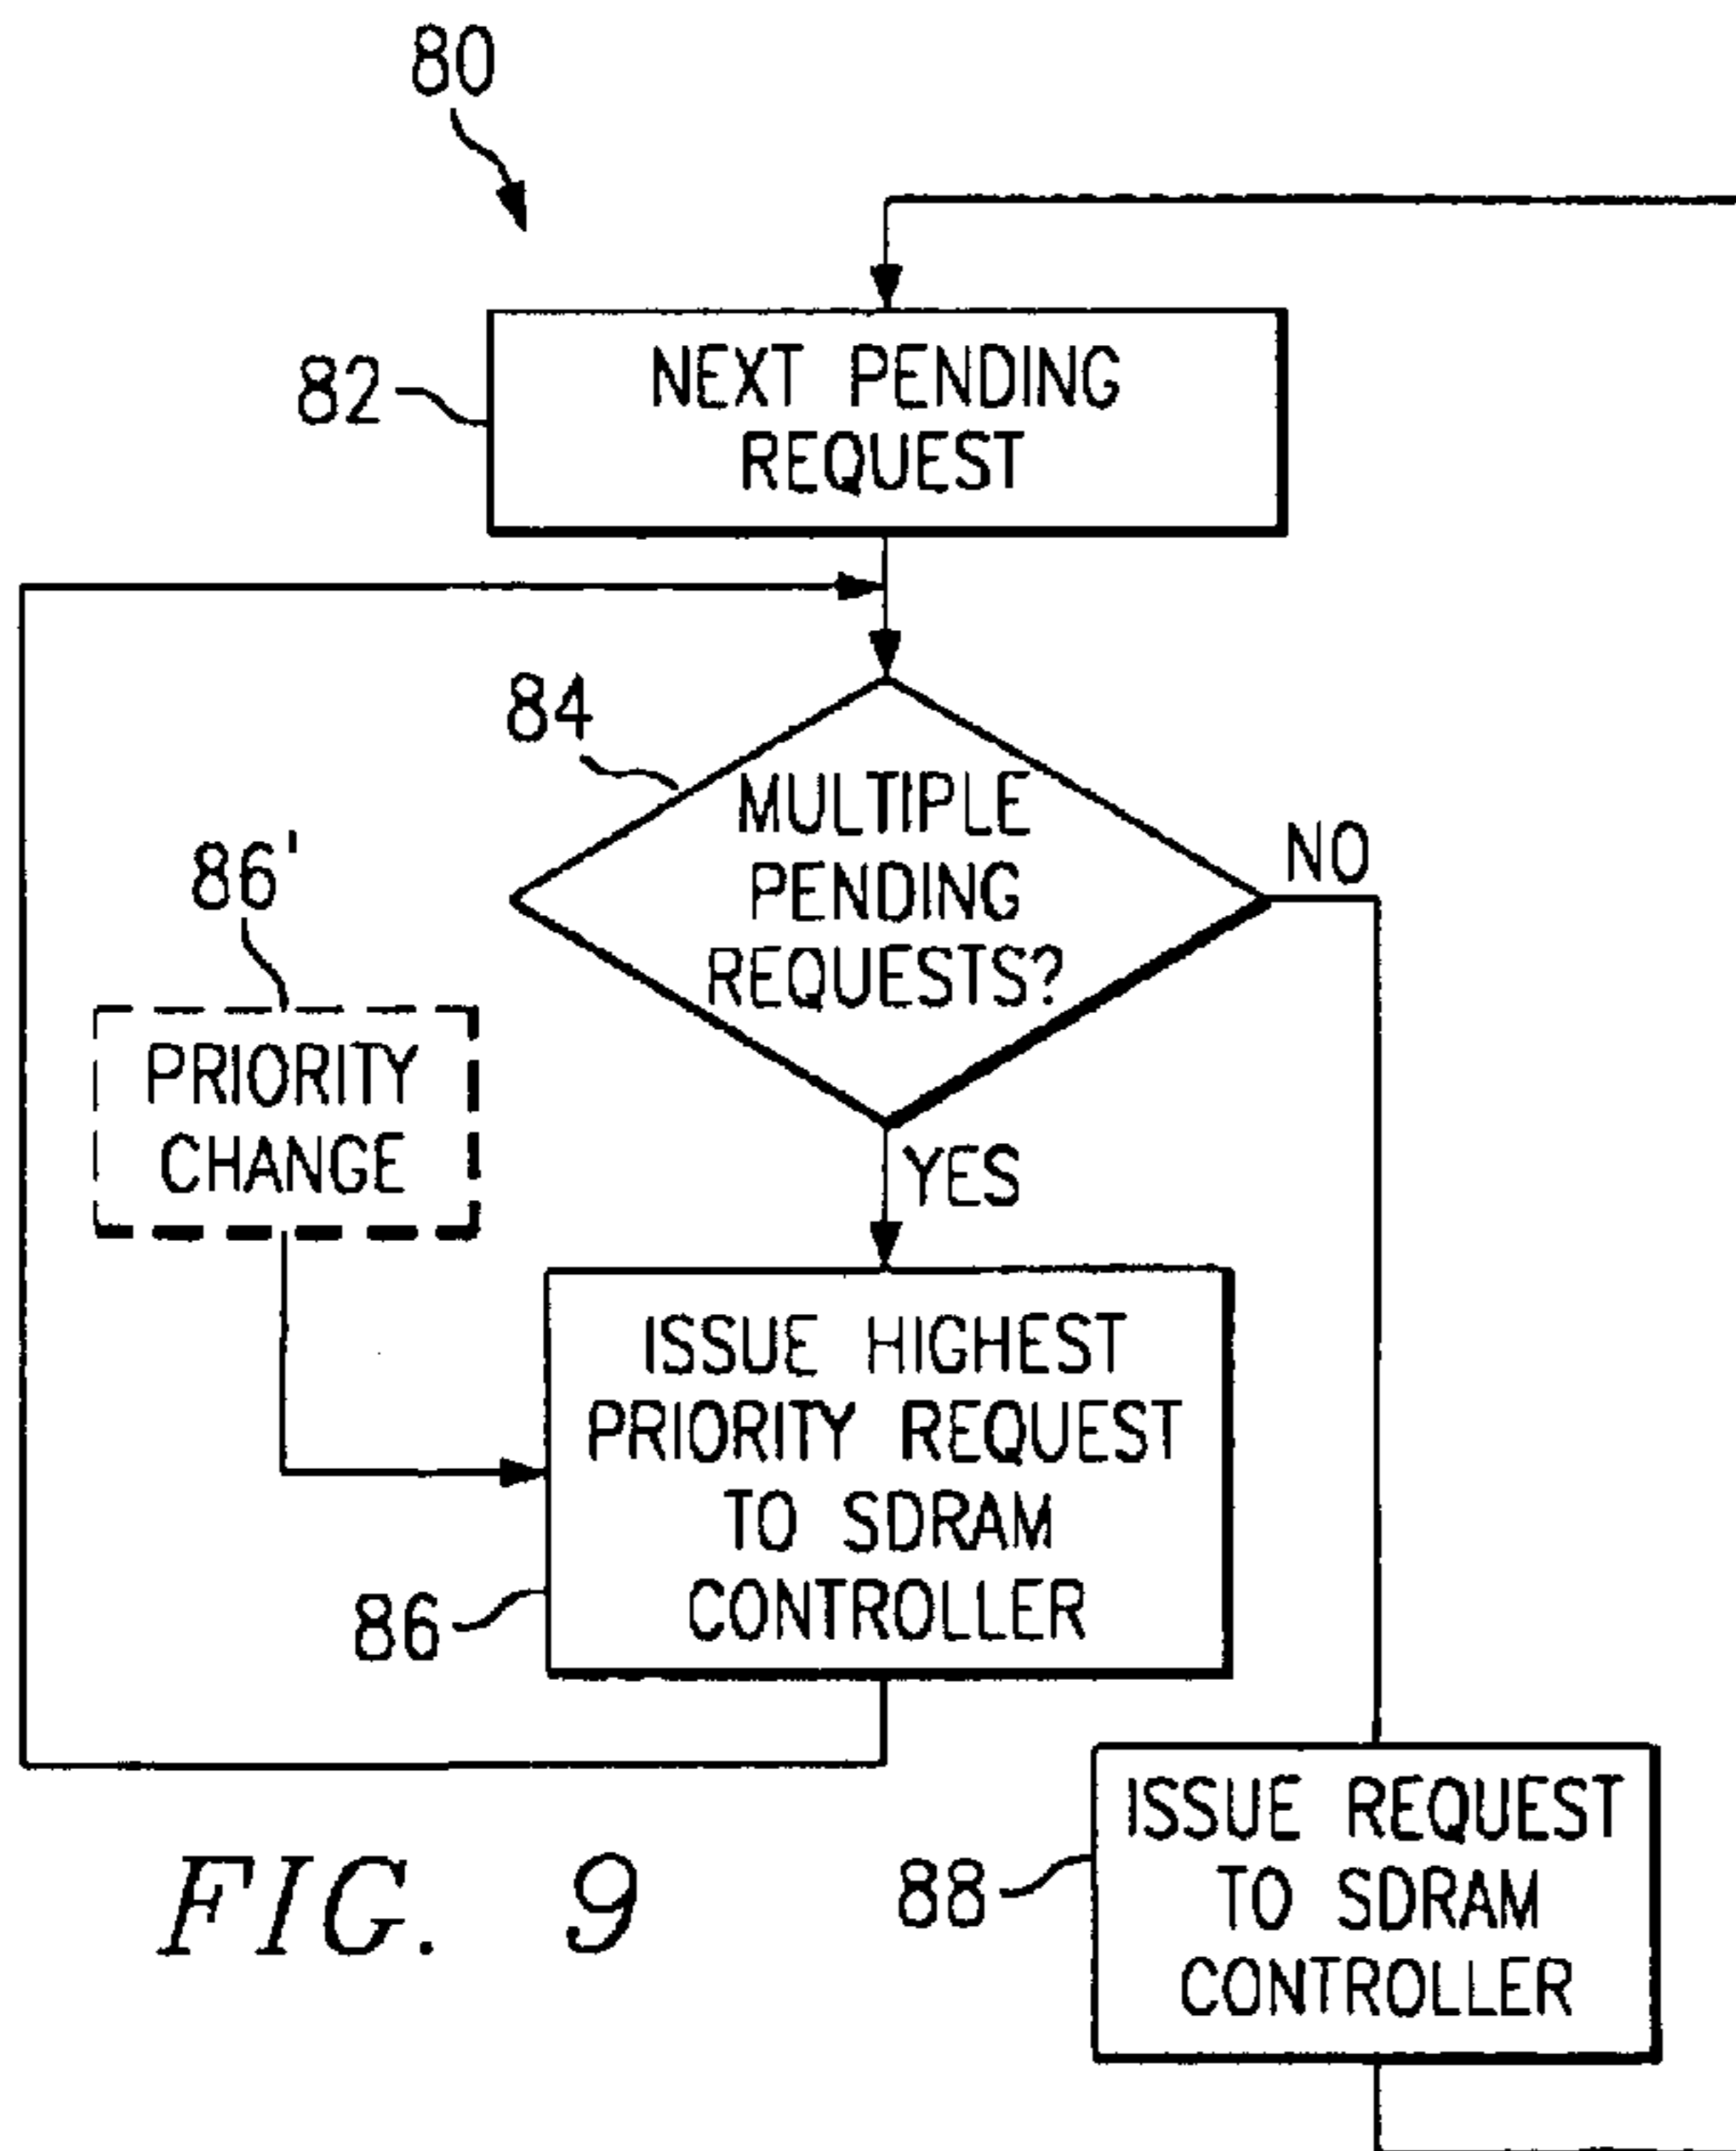 80
82
NEXT PENDING
REQUEST
84
MULTIPLE
PENDING
REQUESTS?
NO
86'
PRIORITY
CHANGE
YES
ISSUE HIGHEST
PRIORITY REQUEST
TO SDRAM
CONTROLLER
86
ISSUE REQUEST
TO SDRAM
CONTROLLER
88
FIG. 9